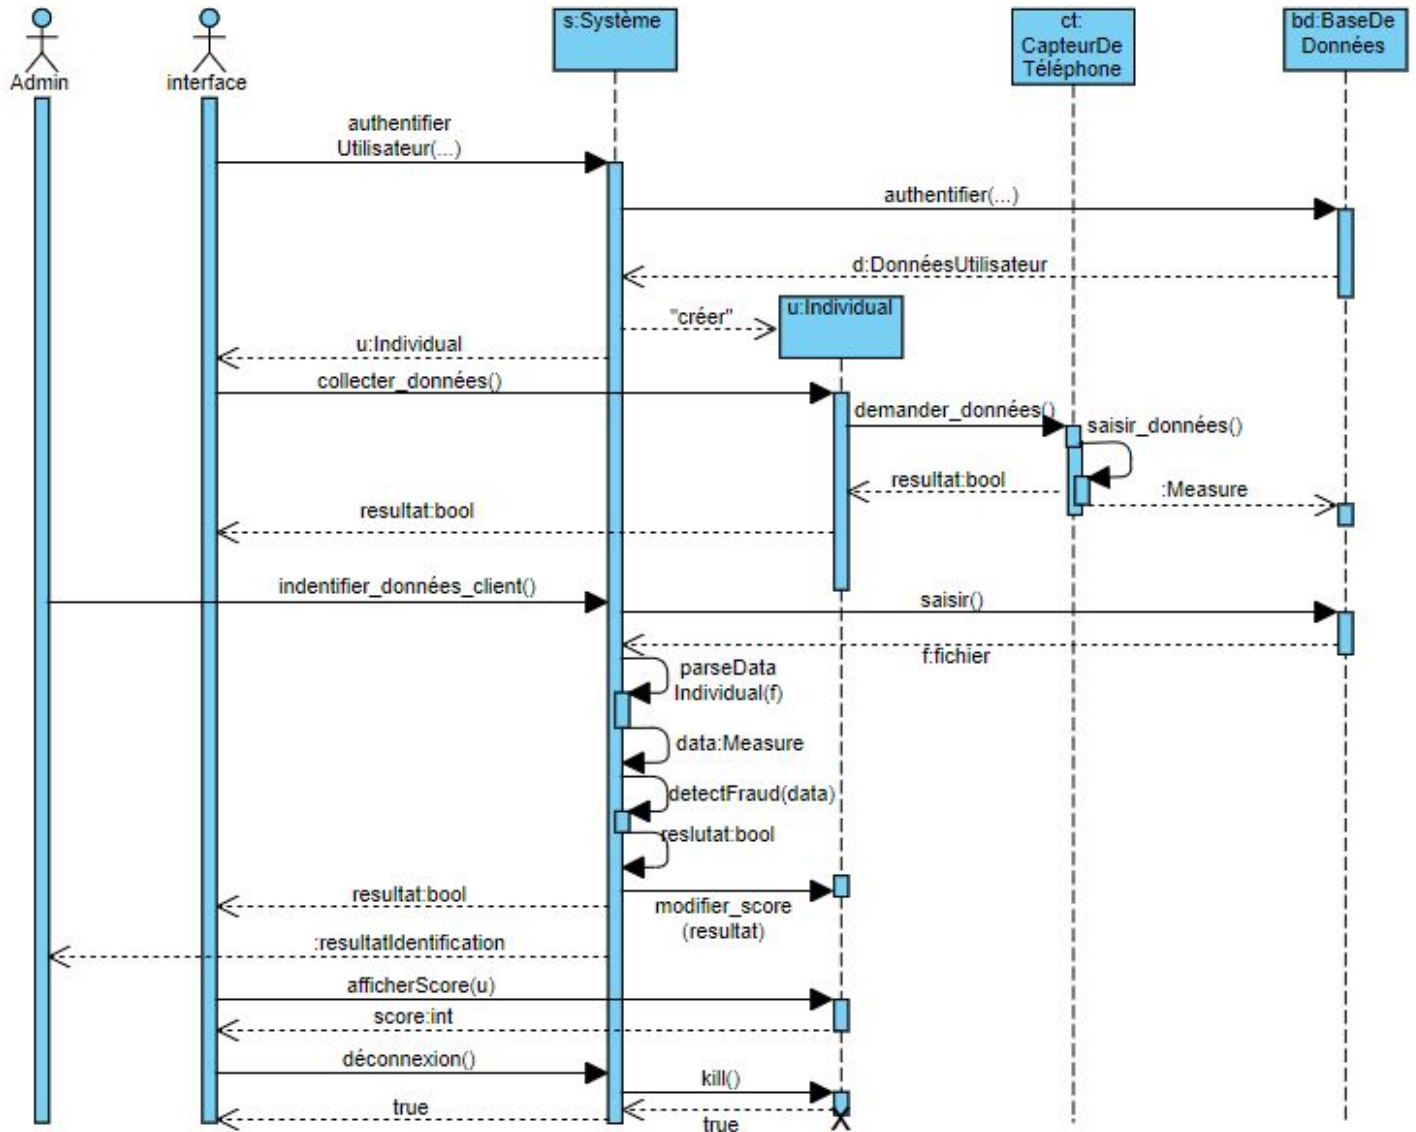 Admin
interface
s:Système
ct:
CapteurDe
Téléphone
bd:BaseDe
Données
authentifier
Utilisateur(...)
authentifier(...)
d:DonnéesUtilisateur
"créer"
u:Individual
u:Individual
collecter_données()
demander_données()
saisir_données()
resultat:bool
:Measure
resultat:bool
indentifier_données_client()
saisir()
f:fichier
parseData
Individual(f)
data:Measure
detectFraud(data)
reslutat:bool
resultat:bool
modifier_score
(resultat)
:resultatIdentification
afficherScore(u)
score:int
déconnexion()
kill()
true
true